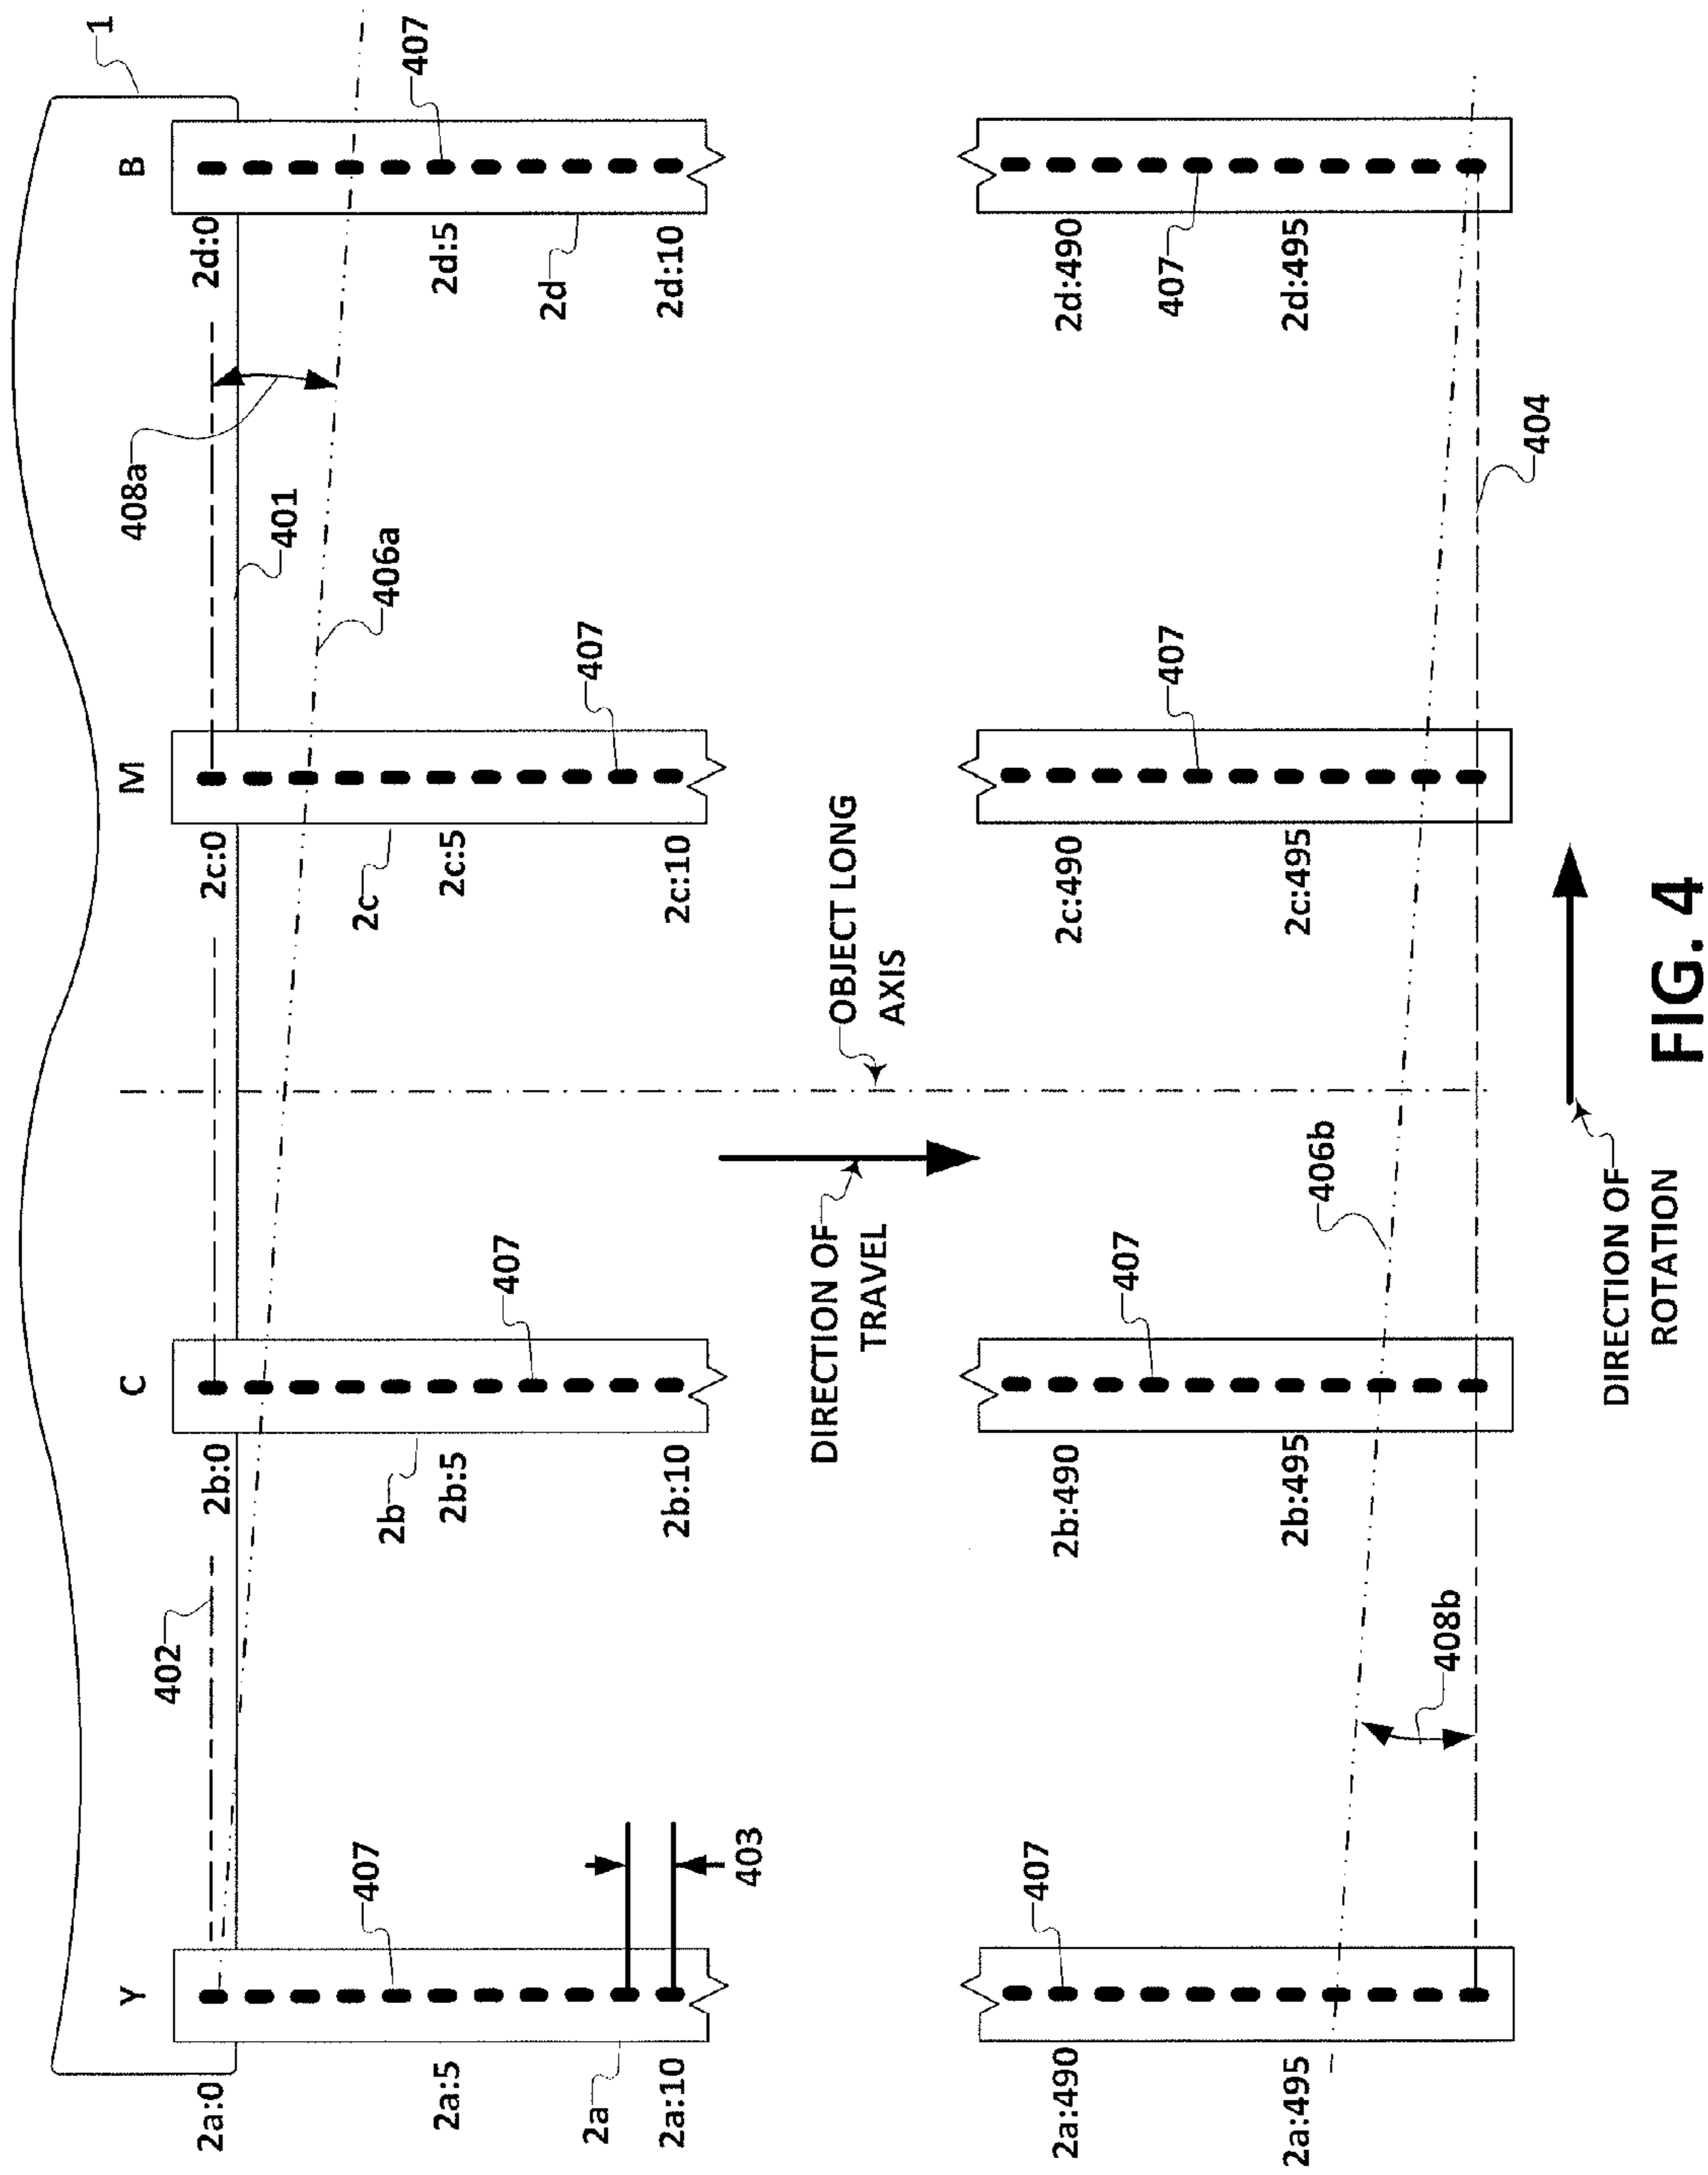 1
Y
C
M
B
2a:0
402
2b:0
2c:0
408a
401
2d:0
406a
407
407
407
407
407
2a:5
2b
2b:5
2c
2c:5
2d:5
2d
2a
2a:10
403
2b:10
2c:10
2d:10
DIRECTION OF
TRAVEL
OBJECT LONG
AXIS
407
407
407
407
2a:490
2b:490
2c:490
2d:490
2a:495
2b:495
2c:495
2d:495
406b
408b
404
DIRECTION OF
ROTATION
FIG. 4